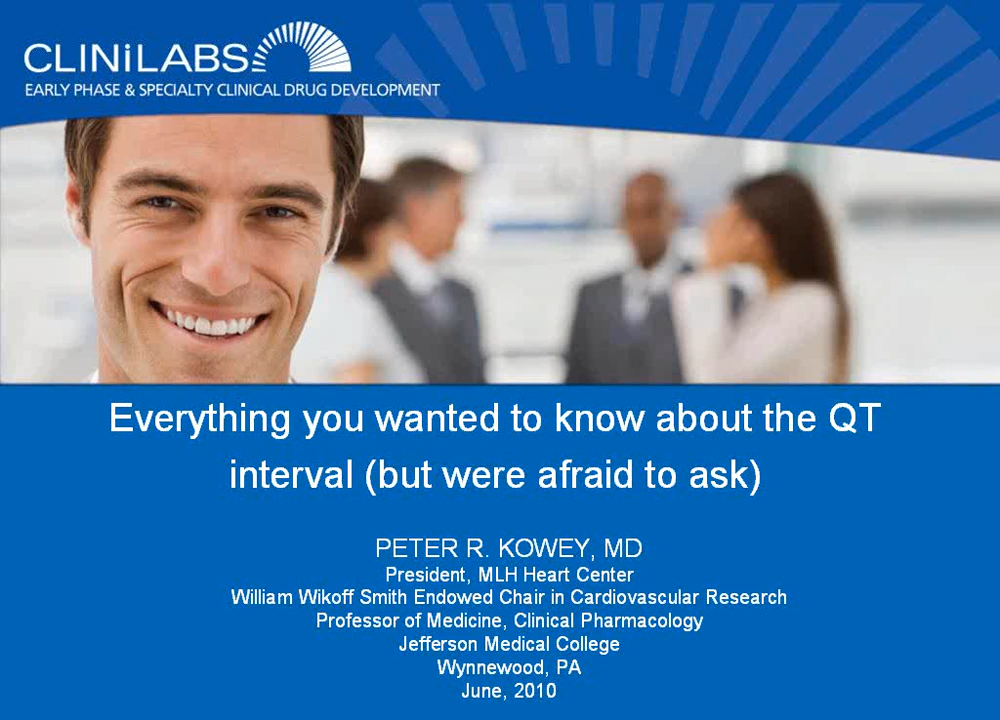 CLINiLABS
EARLY PHASE & SPECIALTY CLINICAL DRUG DEVELOPMENT
Everything you wanted to know about the QT
interval (but were afraid to ask)
PETER R. KOWEY, MD
President, MLH Heart Center
William Wikoff Smith Endowed Chair in Cardiovascular Research
Professor of Medicine, Clinical Pharmacology
Jefferson Medical College
Wynnewood, PA
June, 2010